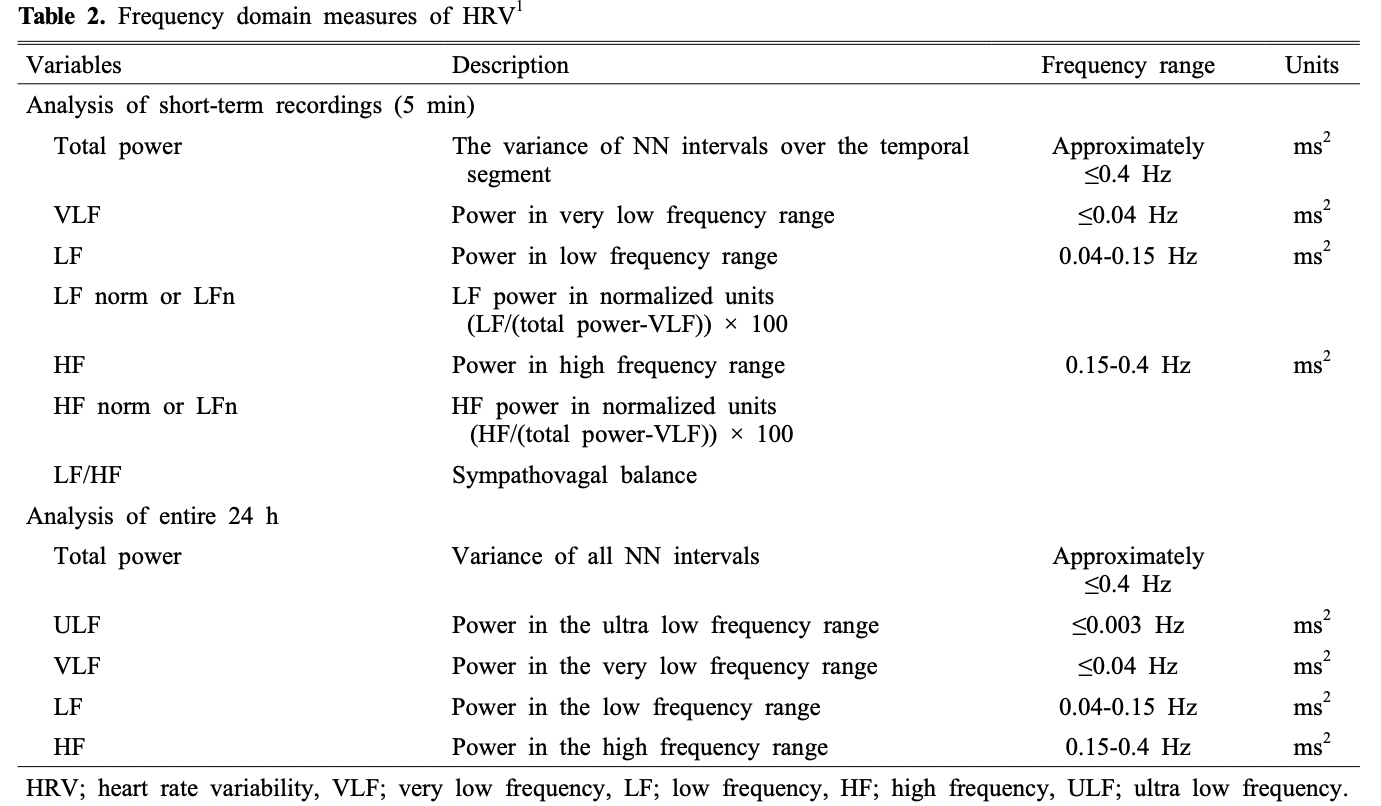 Table 2. Frequency domain measures of HRV1
Variables Description Frequency range Units
Analysis of short-term recordings (5 min)
Total power The variance of NN intervals over the temporal Approximately ms2
segment ≤0.4 Hz
VLF Power in very low frequency range ≤0.04 Hz ms2
LF Power in low frequency range 0.04-0.15 Hz ms2
LF norm or LFn LF power in normalized units
(LF/(total power-VLF)) × 100
HF Power in high frequency range 0.15-0.4 Hz ms2
HF norm or LFn HF power in normalized units
(HF/(total power-VLF)) × 100
LF/HF Sympathovagal balance
Analysis of entire 24 h
Total power Variance of all NN intervals Approximately
≤0.4 Hz
ULF Power in the ultra low frequency range ≤0.003 Hz ms2
VLF Power in the very low frequency range ≤0.04 Hz ms2
LF Power in the low frequency range 0.04-0.15 Hz ms2
HF Power in the high frequency range 0.15-0.4 Hz ms2
HRV; heart rate variability, VLF; very low frequency, LF; low frequency, HF; high frequency, ULF; ultra low frequency.